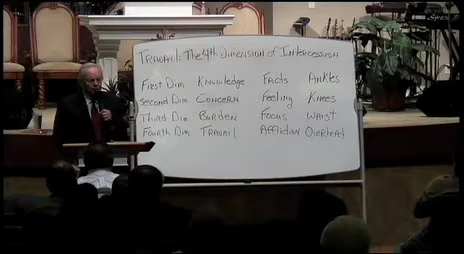 Travail: The 4th Dimension of Intercession
First Dim Knowledge Facts Ankles
Second Dim Concern Feeling Knees
Third Dim Burden Focus Waist
Fourth Dim Travail Affliction Overhead